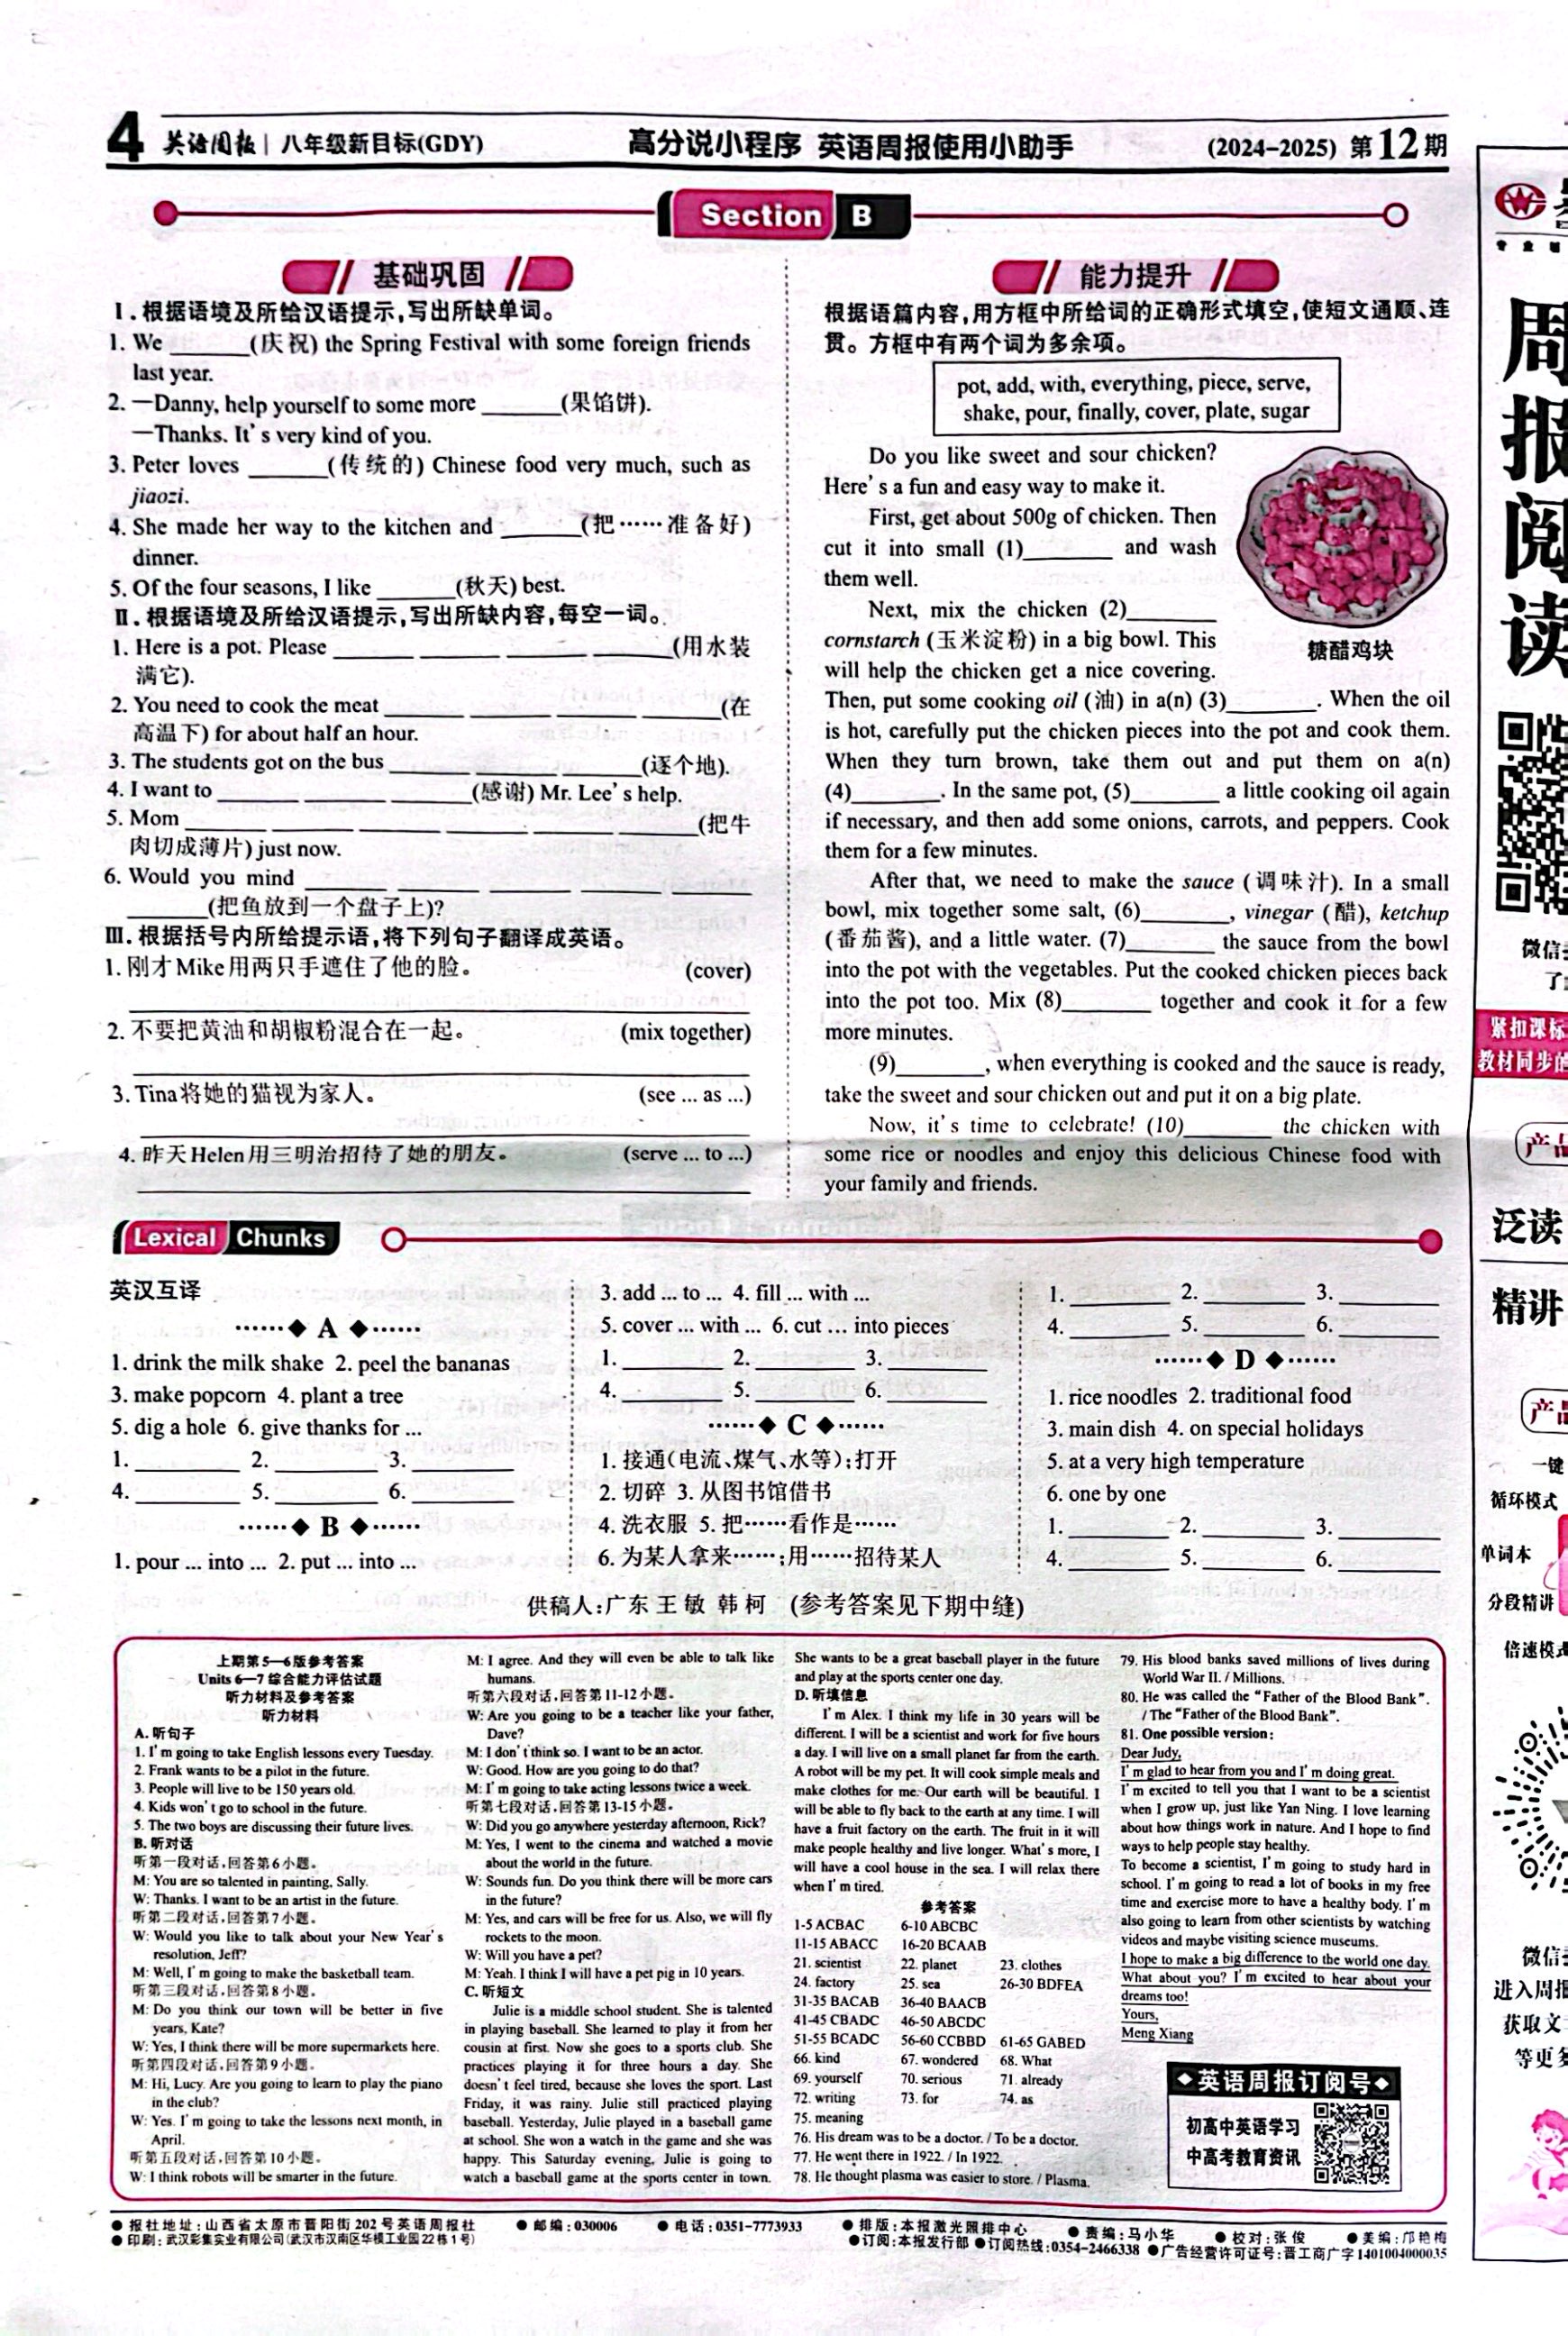 4 英语周报 | 八年级新目标(GDY) 高分说小程序 英语周报使用小助手 (2024-2025) 第12期
Section B
基础巩固
Ⅰ. 根据语境及所给汉语提示,写出所缺单词。
1. We ________(庆祝) the Spring Festival with some foreign friends
last year.
2. —Danny, help yourself to some more ________(果馅饼).
—Thanks. It's very kind of you.
3. Peter loves ________(传统的) Chinese food very much, such as
jiaozi.
4. She made her way to the kitchen and ________(把……准备好)
dinner.
5. Of the four seasons, I like ________(秋天) best.
Ⅱ. 根据语境及所给汉语提示,写出所缺内容,每空一词。
1. Here is a pot. Please ________ ________ ________ ________(用水装
满它).
2. You need to cook the meat ________ ________ ________ ________(在
高温下) for about half an hour.
3. The students got on the bus ________ ________ ________(逐个地).
4. I want to ________ ________ ________(感谢) Mr. Lee's help.
5. Mom ________ ________ ________ ________ ________ ________(把牛
肉切成薄片) just now.
6. Would you mind ________ ________ ________ ________ ________
________(把鱼放到一个盘子上)?
Ⅲ. 根据括号内所给提示语,将下列句子翻译成英语。
1. 刚才Mike用两只手遮住了他的脸。 (cover)
2. 不要把黄油和胡椒粉混合在一起。 (mix together)
3. Tina将她的猫视为家人。 (see ... as ...)
4. 昨天Helen用三明治招待了她的朋友。 (serve ... to ...)
能力提升
根据语篇内容,用方框中所给词的正确形式填空,使短文通顺、连
贯。方框中有两个词为多余项。
pot, add, with, everything, piece, serve,
shake, pour, finally, cover, plate, sugar
Do you like sweet and sour chicken?
Here's a fun and easy way to make it.
First, get about 500g of chicken. Then
cut it into small (1)________ and wash
them well.
Next, mix the chicken (2)________
cornstarch (玉米淀粉) in a big bowl. This
will help the chicken get a nice covering.
糖醋鸡块
Then, put some cooking oil (油) in a(n) (3)________. When the oil
is hot, carefully put the chicken pieces into the pot and cook them.
When they turn brown, take them out and put them on a(n)
(4)________. In the same pot, (5)________ a little cooking oil again
if necessary, and then add some onions, carrots, and peppers. Cook
them for a few minutes.
After that, we need to make the sauce (调味汁). In a small
bowl, mix together some salt, (6)________, vinegar (醋), ketchup
(番茄酱), and a little water. (7)________ the sauce from the bowl
into the pot with the vegetables. Put the cooked chicken pieces back
into the pot too. Mix (8)________ together and cook it for a few
more minutes.
(9)________, when everything is cooked and the sauce is ready,
take the sweet and sour chicken out and put it on a big plate.
Now, it's time to celebrate! (10)________ the chicken with
some rice or noodles and enjoy this delicious Chinese food with
your family and friends.
Lexical Chunks
英汉互译
……◆ A ◆……
1. drink the milk shake 2. peel the bananas
3. make popcorn 4. plant a tree
5. dig a hole 6. give thanks for ...
1. ________ 2. ________ 3. ________
4. ________ 5. ________ 6. ________
……◆ B ◆……
1. pour ... into ... 2. put ... into ...
3. add ... to ... 4. fill ... with ...
5. cover ... with ... 6. cut ... into pieces
1. ________ 2. ________ 3. ________
4. ________ 5. ________ 6. ________
……◆ C ◆……
1. 接通(电流、煤气、水等);打开
2. 切碎 3. 从图书馆借书
4. 洗衣服 5. 把……看作是……
6. 为某人拿来……;用……招待某人
1. ________ 2. ________ 3. ________
4. ________ 5. ________ 6. ________
……◆ D ◆……
1. rice noodles 2. traditional food
3. main dish 4. on special holidays
5. at a very high temperature
6. one by one
1. ________ 2. ________ 3. ________
4. ________ 5. ________ 6. ________
供稿人:广东 王 敏 韩 柯 (参考答案见下期中缝)
上期第5—6版参考答案
Units 6—7 综合能力评估试题
听力材料及参考答案
听力材料
A. 听句子
1. I'm going to take English lessons every Tuesday.
2. Frank wants to be a pilot in the future.
3. People will live to be 150 years old.
4. Kids won't go to school in the future.
5. The two boys are discussing their future lives.
B. 听对话
听第一段对话,回答第6小题。
M: You are so talented in painting, Sally.
W: Thanks. I want to be an artist in the future.
听第二段对话,回答第7小题。
W: Would you like to talk about your New Year's
resolution, Jeff?
M: Well, I'm going to make the basketball team.
听第三段对话,回答第8小题。
M: Do you think our town will be better in five
years, Kate?
W: Yes, I think there will be more supermarkets here.
听第四段对话,回答第9小题。
M: Hi, Lucy. Are you going to learn to play the piano
in the club?
W: Yes. I'm going to take the lessons next month, in
April.
听第五段对话,回答第10小题。
W: I think robots will be smarter in the future.
M: I agree. And they will even be able to talk like
humans.
听第六段对话,回答第11-12小题。
W: Are you going to be a teacher like your father,
Dave?
M: I don't think so. I want to be an actor.
W: Good. How are you going to do that?
M: I'm going to take acting lessons twice a week.
听第七段对话,回答第13-15小题。
W: Did you go anywhere yesterday afternoon, Rick?
M: Yes, I went to the cinema and watched a movie
about the world in the future.
W: Sounds fun. Do you think there will be more cars
in the future?
M: Yes, and cars will be free for us. Also, we will fly
rockets to the moon.
W: Will you have a pet?
M: Yeah. I think I will have a pet pig in 10 years.
C. 听短文
Julie is a middle school student. She is talented
in playing baseball. She learned to play it from her
cousin at first. Now she goes to a sports club. She
practices playing it for three hours a day. She
doesn't feel tired, because she loves the sport. Last
Friday, it was rainy. Julie still practiced playing
baseball. Yesterday, Julie played in a baseball game
at school. She won a watch in the game and she was
happy. This Saturday evening, Julie is going to
watch a baseball game at the sports center in town.
She wants to be a great baseball player in the future
and play at the sports center one day.
D. 听填信息
I'm Alex. I think my life in 30 years will be
different. I will be a scientist and work for five hours
a day. I will live on a small planet far from the earth.
A robot will be my pet. It will cook simple meals and
make clothes for me. Our earth will be beautiful. I
will be able to fly back to the earth at any time. I will
have a fruit factory on the earth. The fruit in it will
make people healthy and live longer. What's more, I
will have a cool house in the sea. I will relax there
when I'm tired.
参考答案
1-5 ACBAC 6-10 ABCBC
11-15 ABACC 16-20 BCAAB
21. scientist 22. planet 23. clothes
24. factory 25. sea 26-30 BDFEA
31-35 BACAB 36-40 BAACB
41-45 CBADC 46-50 ABCDC
51-55 BCADC 56-60 CCBBD 61-65 GABED
66. kind 67. wondered 68. What
69. yourself 70. serious 71. already
72. writing 73. for 74. as
75. meaning
76. His dream was to be a doctor. / To be a doctor.
77. He went there in 1922. / In 1922.
78. He thought plasma was easier to store. / Plasma.
79. His blood banks saved millions of lives during
World War II. / Millions.
80. He was called the "Father of the Blood Bank".
/ The "Father of the Blood Bank".
81. One possible version:
Dear Judy,
I'm glad to hear from you and I'm doing great.
I'm excited to tell you that I want to be a scientist
when I grow up, just like Yan Ning. I love learning
about how things work in nature. And I hope to find
ways to help people stay healthy.
To become a scientist, I'm going to study hard in
school. I'm going to read a lot of books in my free
time and exercise more to have a healthy body. I'm
also going to learn from other scientists by watching
videos and maybe visiting science museums.
I hope to make a big difference to the world one day.
What about you? I'm excited to hear about your
dreams too!
Yours,
Meng Xiang
◆英语周报订阅号◆
初高中英语学习
中高考教育资讯
● 报社地址:山西省太原市晋阳街202号英语周报社 ● 邮编:030006 ● 电话:0351-7773933 ● 排版:本报激光照排中心 ● 责编:马小华 ● 校对:张俊 ● 美编:邝艳梅
● 印刷:武汉彩集实业有限公司(武汉市汉南区华模工业园22栋1号) ●订阅:本报发行部 ●订阅热线:0354-2466338 ●广告经营许可证号:晋工商广字1401004000035
周
报
阅
读
微信
紧扣课标
教材同步的
产品
泛读
精讲
产品
一键
循环模式
单词本
分段精讲
倍速模式
微信
进入周报
获取文
等更多